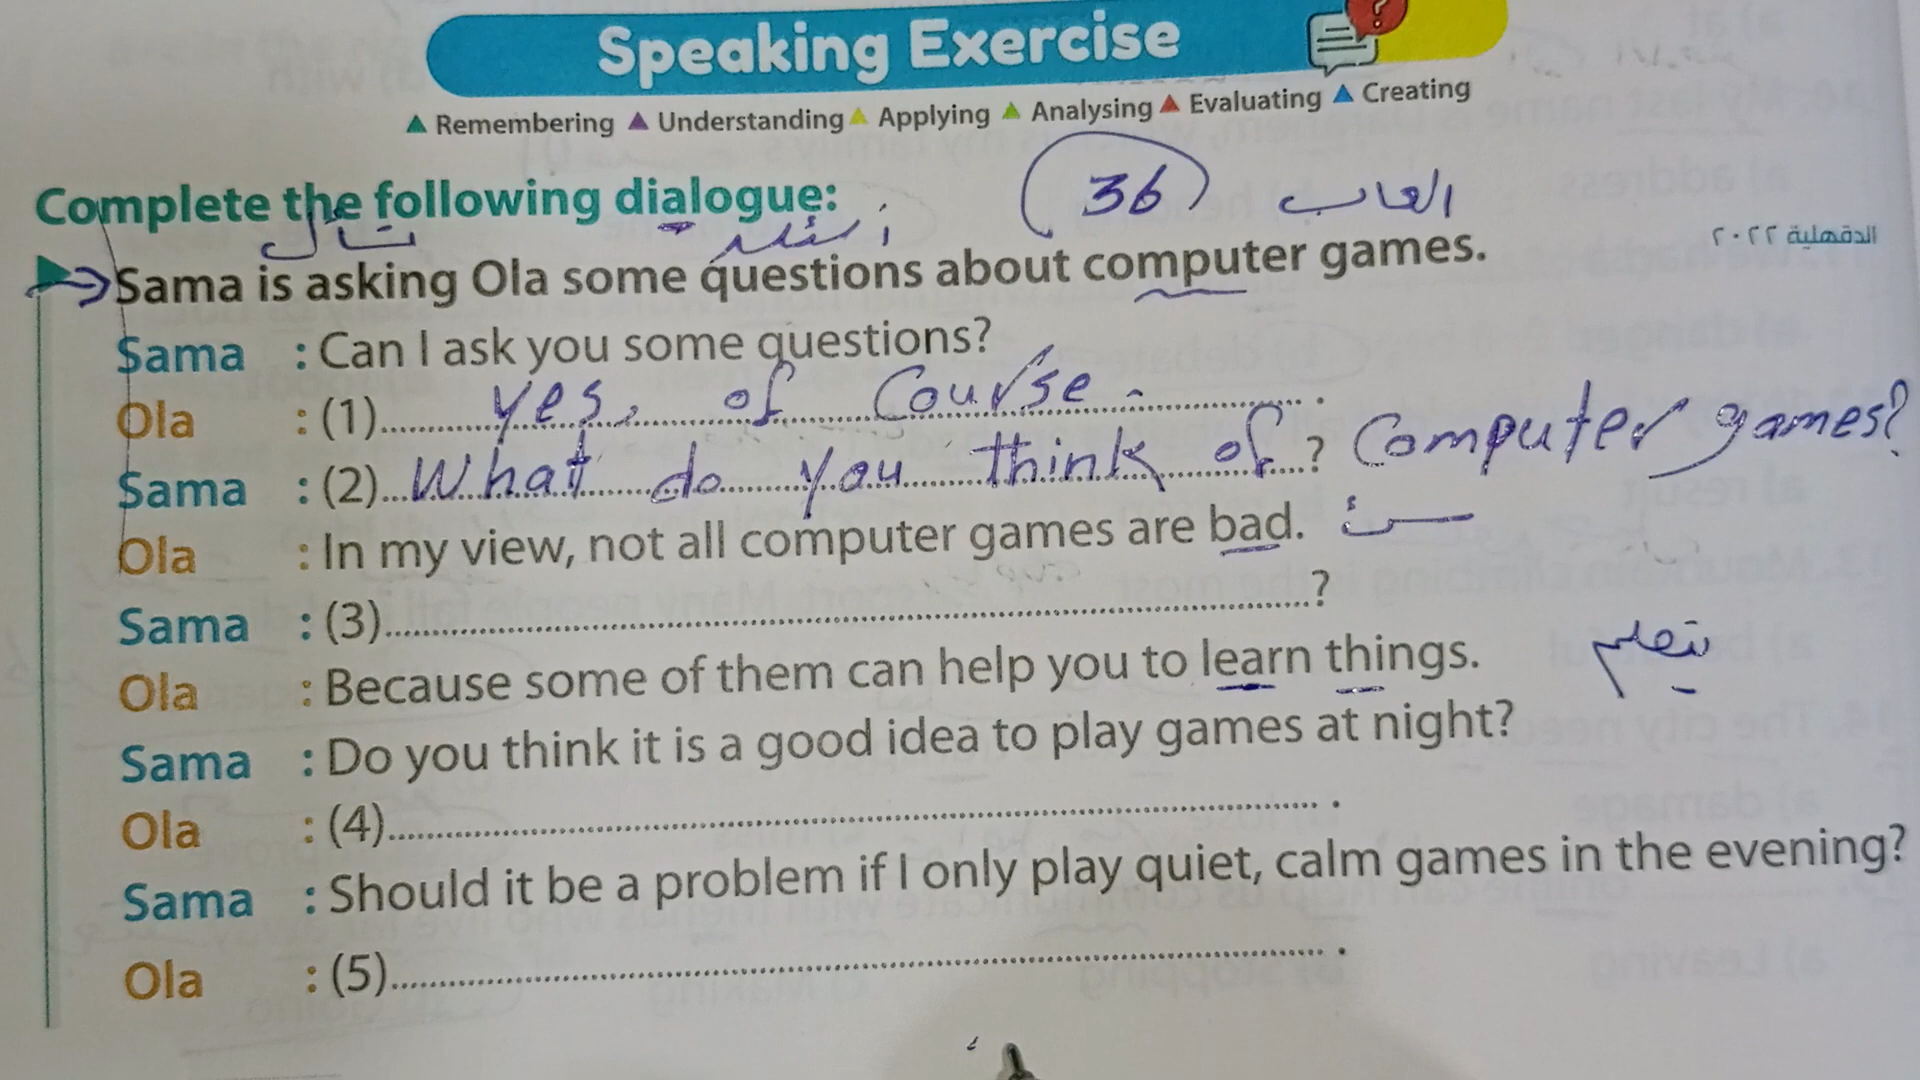 Speaking Exercise
?
Remembering Understanding Applying Analysing Evaluating Creating
Complete the following dialogue:
36
العاب
تسأل
أسئلة
الدقهلية ٢٠٢٢
Sama is asking Ola some questions about computer games.
Sama : Can I ask you some questions?
Ola : (1).......yes, of Course.......
Sama : (2)...What do you think of...? Computer games?
Ola : In my view, not all computer games are bad.
Sama : (3)..........?
يتعلم
Ola : Because some of them can help you to learn things.
Sama : Do you think it is a good idea to play games at night?
Ola : (4)...........
Sama : Should it be a problem if I only play quiet, calm games in the evening?
Ola : (5)...........